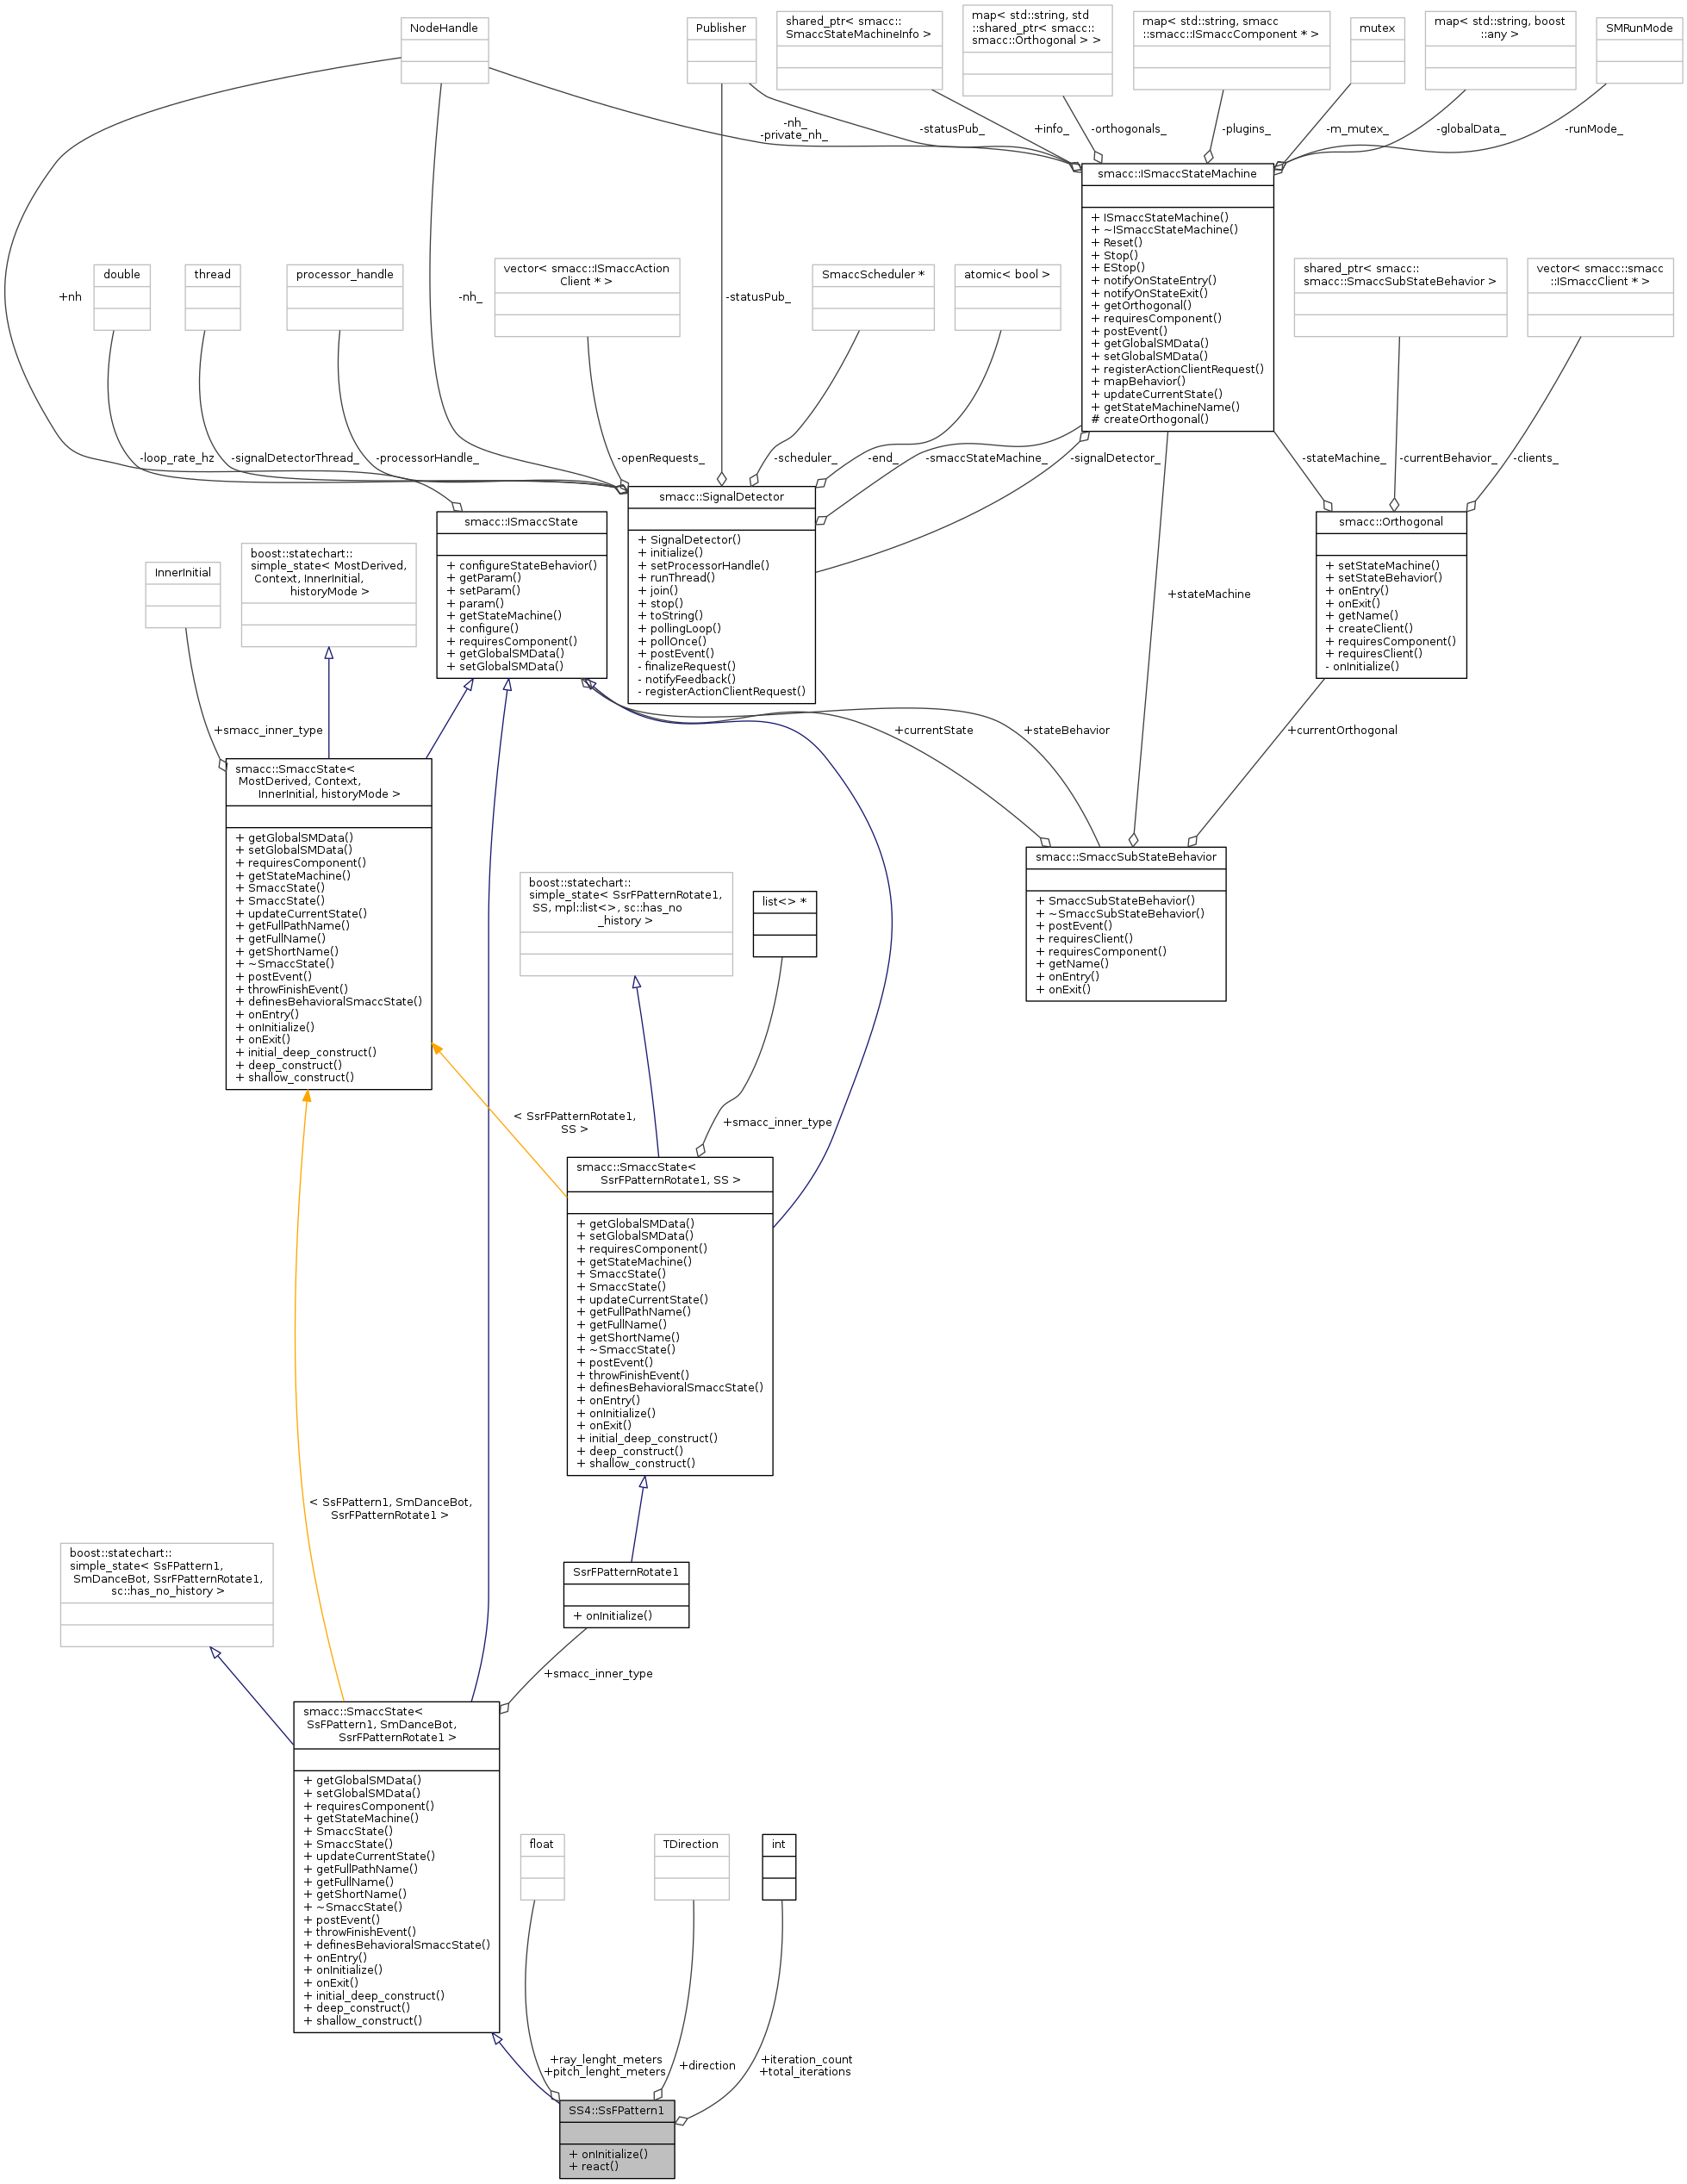 NodeHandle
Publisher
shared_ptr< smacc::
SmaccStateMachineInfo >
map< std::string, std
::shared_ptr< smacc::
smacc::Orthogonal > >
map< std::string, smacc
::smacc::ISmaccComponent * >
mutex
map< std::string, boost
::any >
SMRunMode
-nh_
-private_nh_
-statusPub_
+info_
-orthogonals_
-plugins_
-m_mutex_
-globalData_
-runMode_
smacc::ISmaccStateMachine
+ ISmaccStateMachine()
+ ~ISmaccStateMachine()
+ Reset()
+ Stop()
+ EStop()
+ notifyOnStateEntry()
+ notifyOnStateExit()
+ getOrthogonal()
+ requiresComponent()
+ postEvent()
+ getGlobalSMData()
+ setGlobalSMData()
+ registerActionClientRequest()
+ mapBehavior()
+ updateCurrentState()
+ getStateMachineName()
# createOrthogonal()
+nh
double
thread
processor_handle
-nh_
vector< smacc::ISmaccAction
Client * >
-statusPub_
SmaccScheduler *
atomic< bool >
shared_ptr< smacc::
smacc::SmaccSubStateBehavior >
vector< smacc::smacc
::ISmaccClient * >
-loop_rate_hz
-signalDetectorThread_
-processorHandle_
-openRequests_
-scheduler_
-end_
-smaccStateMachine_
-signalDetector_
-stateMachine_
-currentBehavior_
-clients_
smacc::SignalDetector
+ SignalDetector()
+ initialize()
+ setProcessorHandle()
+ runThread()
+ join()
+ stop()
+ toString()
+ pollingLoop()
+ pollOnce()
+ postEvent()
- finalizeRequest()
- notifyFeedback()
- registerActionClientRequest()
smacc::ISmaccState
+ configureStateBehavior()
+ getParam()
+ setParam()
+ param()
+ getStateMachine()
+ configure()
+ requiresComponent()
+ getGlobalSMData()
+ setGlobalSMData()
smacc::Orthogonal
+ setStateMachine()
+ setStateBehavior()
+ onEntry()
+ onExit()
+ getName()
+ createClient()
+ requiresComponent()
+ requiresClient()
- onInitialize()
InnerInitial
boost::statechart::
simple_state< MostDerived,
Context, InnerInitial,
historyMode >
+stateMachine
+smacc_inner_type
+currentState
+stateBehavior
+currentOrthogonal
smacc::SmaccState<
MostDerived, Context,
InnerInitial, historyMode >
+ getGlobalSMData()
+ setGlobalSMData()
+ requiresComponent()
+ getStateMachine()
+ SmaccState()
+ SmaccState()
+ updateCurrentState()
+ getFullPathName()
+ getFullName()
+ getShortName()
+ ~SmaccState()
+ postEvent()
+ throwFinishEvent()
+ definesBehavioralSmaccState()
+ onEntry()
+ onInitialize()
+ onExit()
+ initial_deep_construct()
+ deep_construct()
+ shallow_construct()
smacc::SmaccSubStateBehavior
+ SmaccSubStateBehavior()
+ ~SmaccSubStateBehavior()
+ postEvent()
+ requiresClient()
+ requiresComponent()
+ getName()
+ onEntry()
+ onExit()
boost::statechart::
simple_state< SsrFPatternRotate1,
SS, mpl::list<>, sc::has_no
_history >
list<> *
< SsrFPatternRotate1,
SS >
+smacc_inner_type
smacc::SmaccState<
SsrFPatternRotate1, SS >
+ getGlobalSMData()
+ setGlobalSMData()
+ requiresComponent()
+ getStateMachine()
+ SmaccState()
+ SmaccState()
+ updateCurrentState()
+ getFullPathName()
+ getFullName()
+ getShortName()
+ ~SmaccState()
+ postEvent()
+ throwFinishEvent()
+ definesBehavioralSmaccState()
+ onEntry()
+ onInitialize()
+ onExit()
+ initial_deep_construct()
+ deep_construct()
+ shallow_construct()
< SsFPattern1, SmDanceBot,
SsrFPatternRotate1 >
boost::statechart::
simple_state< SsFPattern1,
SmDanceBot, SsrFPatternRotate1,
sc::has_no_history >
SsrFPatternRotate1
+ onInitialize()
+smacc_inner_type
smacc::SmaccState<
SsFPattern1, SmDanceBot,
SsrFPatternRotate1 >
+ getGlobalSMData()
+ setGlobalSMData()
+ requiresComponent()
+ getStateMachine()
+ SmaccState()
+ SmaccState()
+ updateCurrentState()
+ getFullPathName()
+ getFullName()
+ getShortName()
+ ~SmaccState()
+ postEvent()
+ throwFinishEvent()
+ definesBehavioralSmaccState()
+ onEntry()
+ onInitialize()
+ onExit()
+ initial_deep_construct()
+ deep_construct()
+ shallow_construct()
float
TDirection
int
+ray_lenght_meters
+pitch_lenght_meters
+direction
+iteration_count
+total_iterations
SS4::SsFPattern1
+ onInitialize()
+ react()